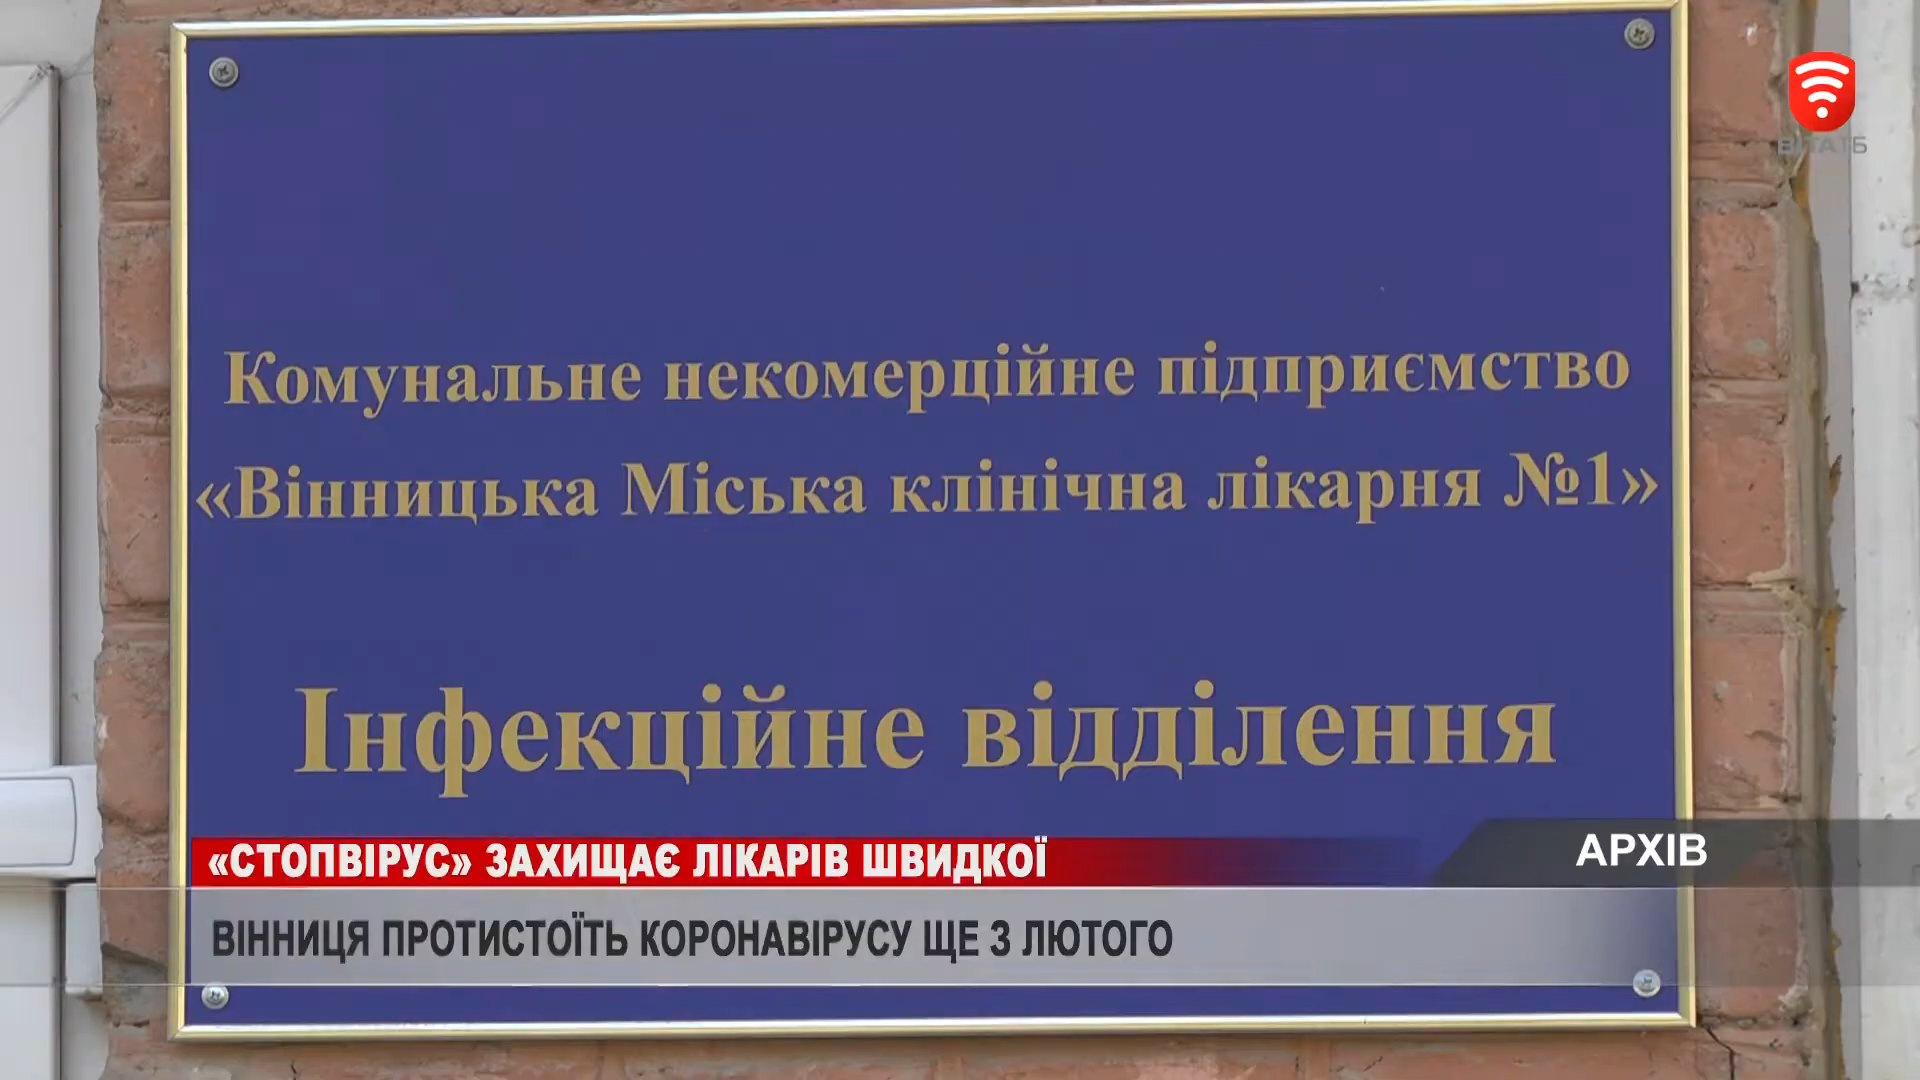 ВІТАТБ
Комунальне некомерційне підприємство
«Вінницька Міська клінічна лікарня №1»
Інфекційне відділення
«СТОПВІРУС» ЗАХИЩАЄ ЛІКАРІВ ШВИДКОЇ
АРХІВ
ВІННИЦЯ ПРОТИСТОЇТЬ КОРОНАВІРУСУ ЩЕ З ЛЮТОГО